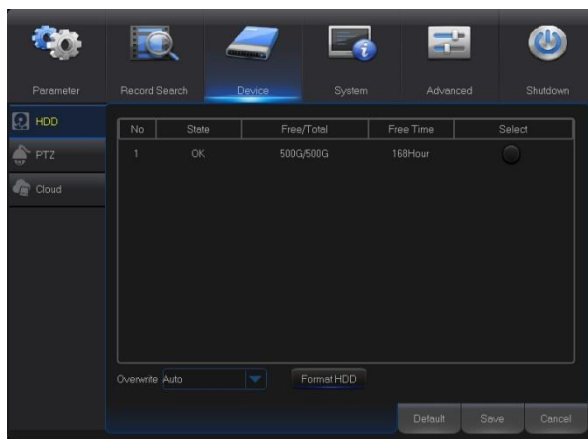 Parameter Record Search Device System Advanced Shutdown
HDD
PTZ
Cloud
No State Free/Total Free Time Select
1 OK 500G/500G 168Hour
Overwrite Auto Format HDD
Default Save Cancel